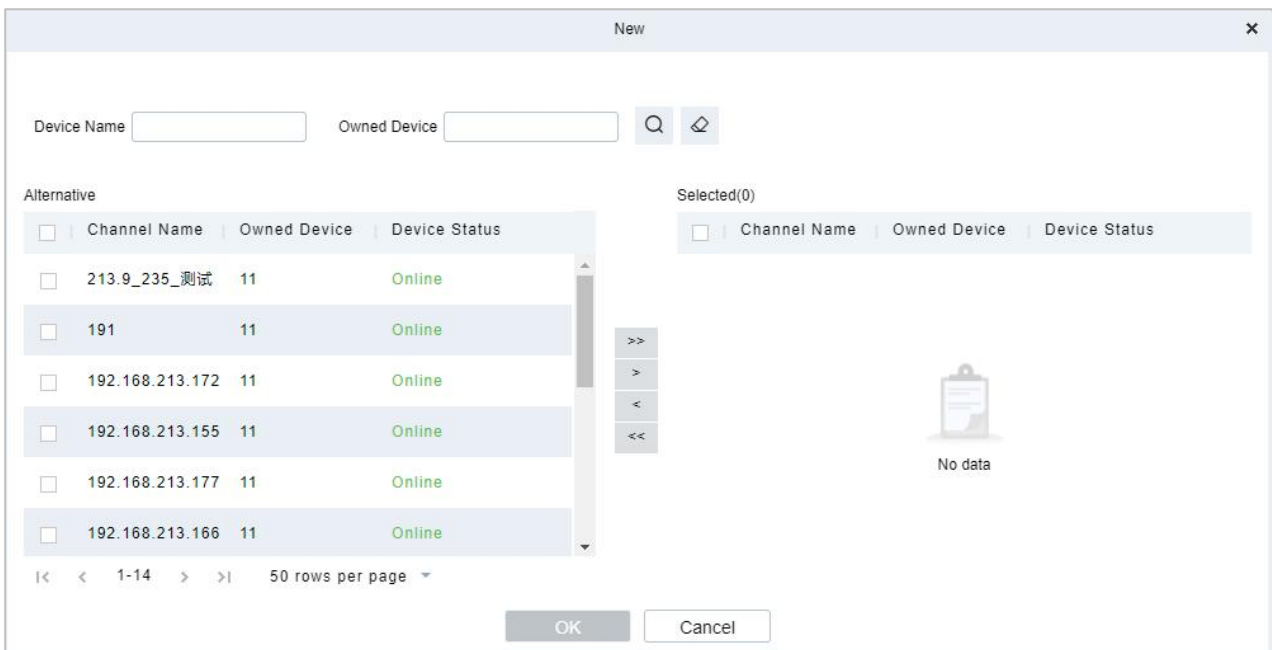 New
Device Name Owned Device
Alternative
Selected(0)
Channel Name Owned Device Device Status
Channel Name Owned Device Device Status
213.9_235_测试 11 Online
191 11 Online
192.168.213.172 11 Online
192.168.213.155 11 Online
192.168.213.177 11 Online
192.168.213.166 11 Online
>>
>
<
<<
No data
1-14 50 rows per page
OK Cancel